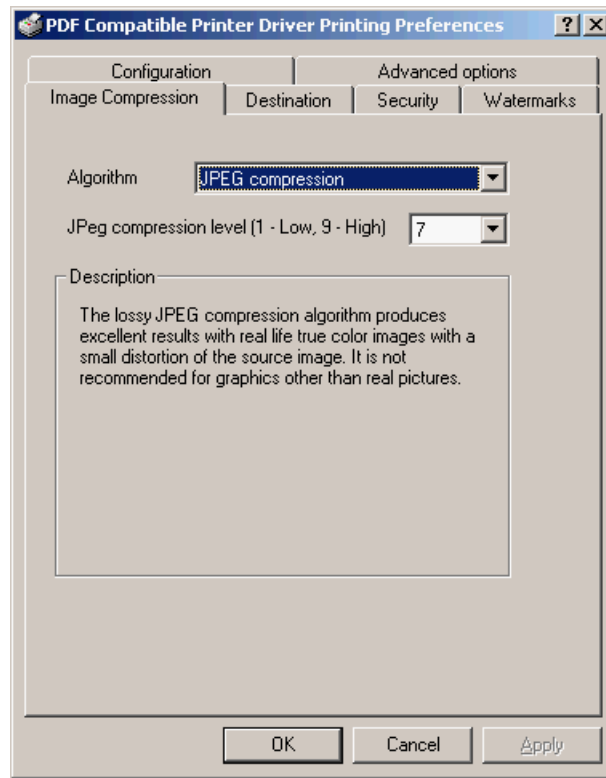 PDF Compatible Printer Driver Printing Preferences
Configuration Advanced options
Image Compression Destination Security Watermarks
Algorithm JPEG compression
JPeg compression level (1 - Low, 9 - High) 7
Description
The lossy JPEG compression algorithm produces
excellent results with real life true color images with a
small distortion of the source image. It is not
recommended for graphics other than real pictures.
OK Cancel Apply